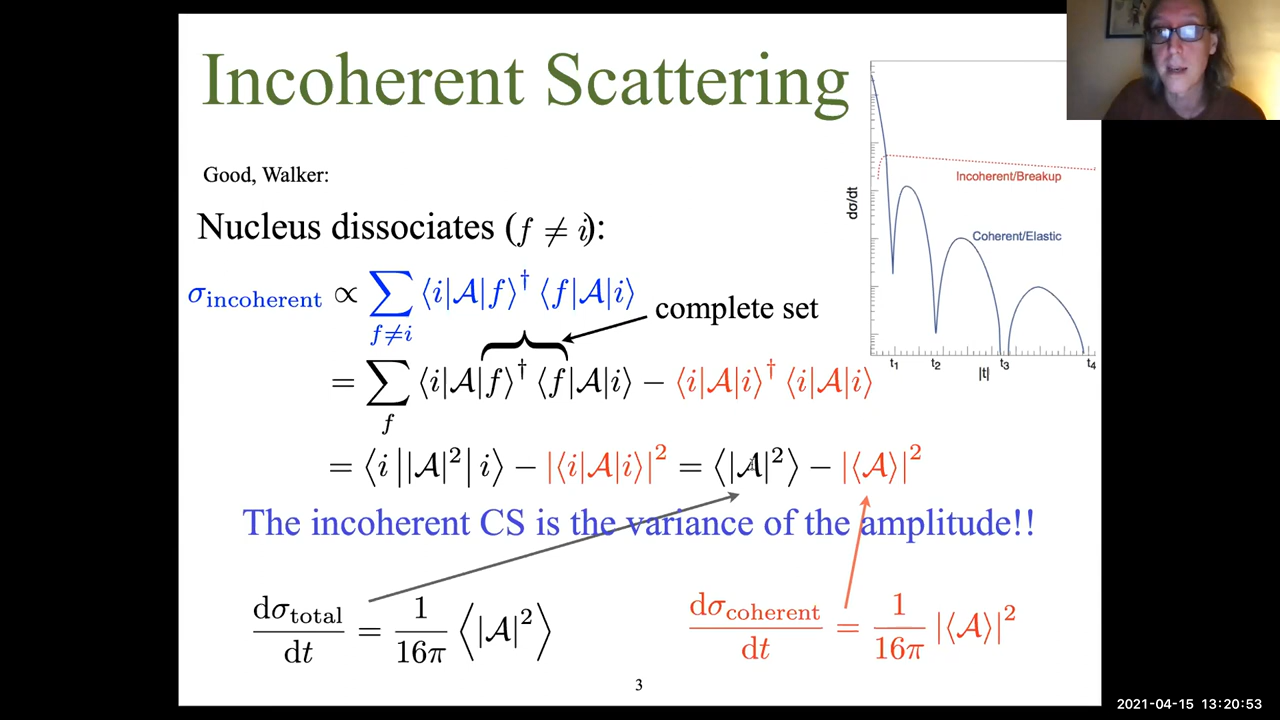 Incoherent Scattering
Good, Walker:
Nucleus dissociates (f ≠ i):
σ_incoherent ∝ ∑_{f≠i} ⟨i|𝒜|f⟩† ⟨f|𝒜|i⟩
complete set
= ∑_f ⟨i|𝒜|f⟩† ⟨f|𝒜|i⟩ − ⟨i|𝒜|i⟩† ⟨i|𝒜|i⟩
= ⟨i||𝒜|²|i⟩ − |⟨i|𝒜|i⟩|² = ⟨|𝒜|²⟩ − |⟨𝒜⟩|²
The incoherent CS is the variance of the amplitude!!
dσ_total/dt = 1/16π ⟨|𝒜|²⟩
dσ_coherent/dt = 1/16π |⟨𝒜⟩|²
3
dσ/dt
Incoherent/Breakup
Coherent/Elastic
t₁ t₂ t₃ t₄
|t|
2021-04-15 13:20:53